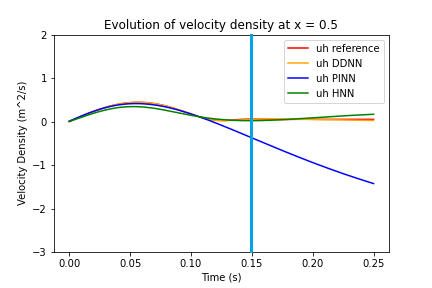 Evolution of velocity density at x = 0.5
Velocity Density (m^2/s)
2
1
0
−1
−2
−3
uh reference
uh DDNN
uh PINN
uh HNN
0.00 0.05 0.10 0.15 0.20 0.25
Time (s)